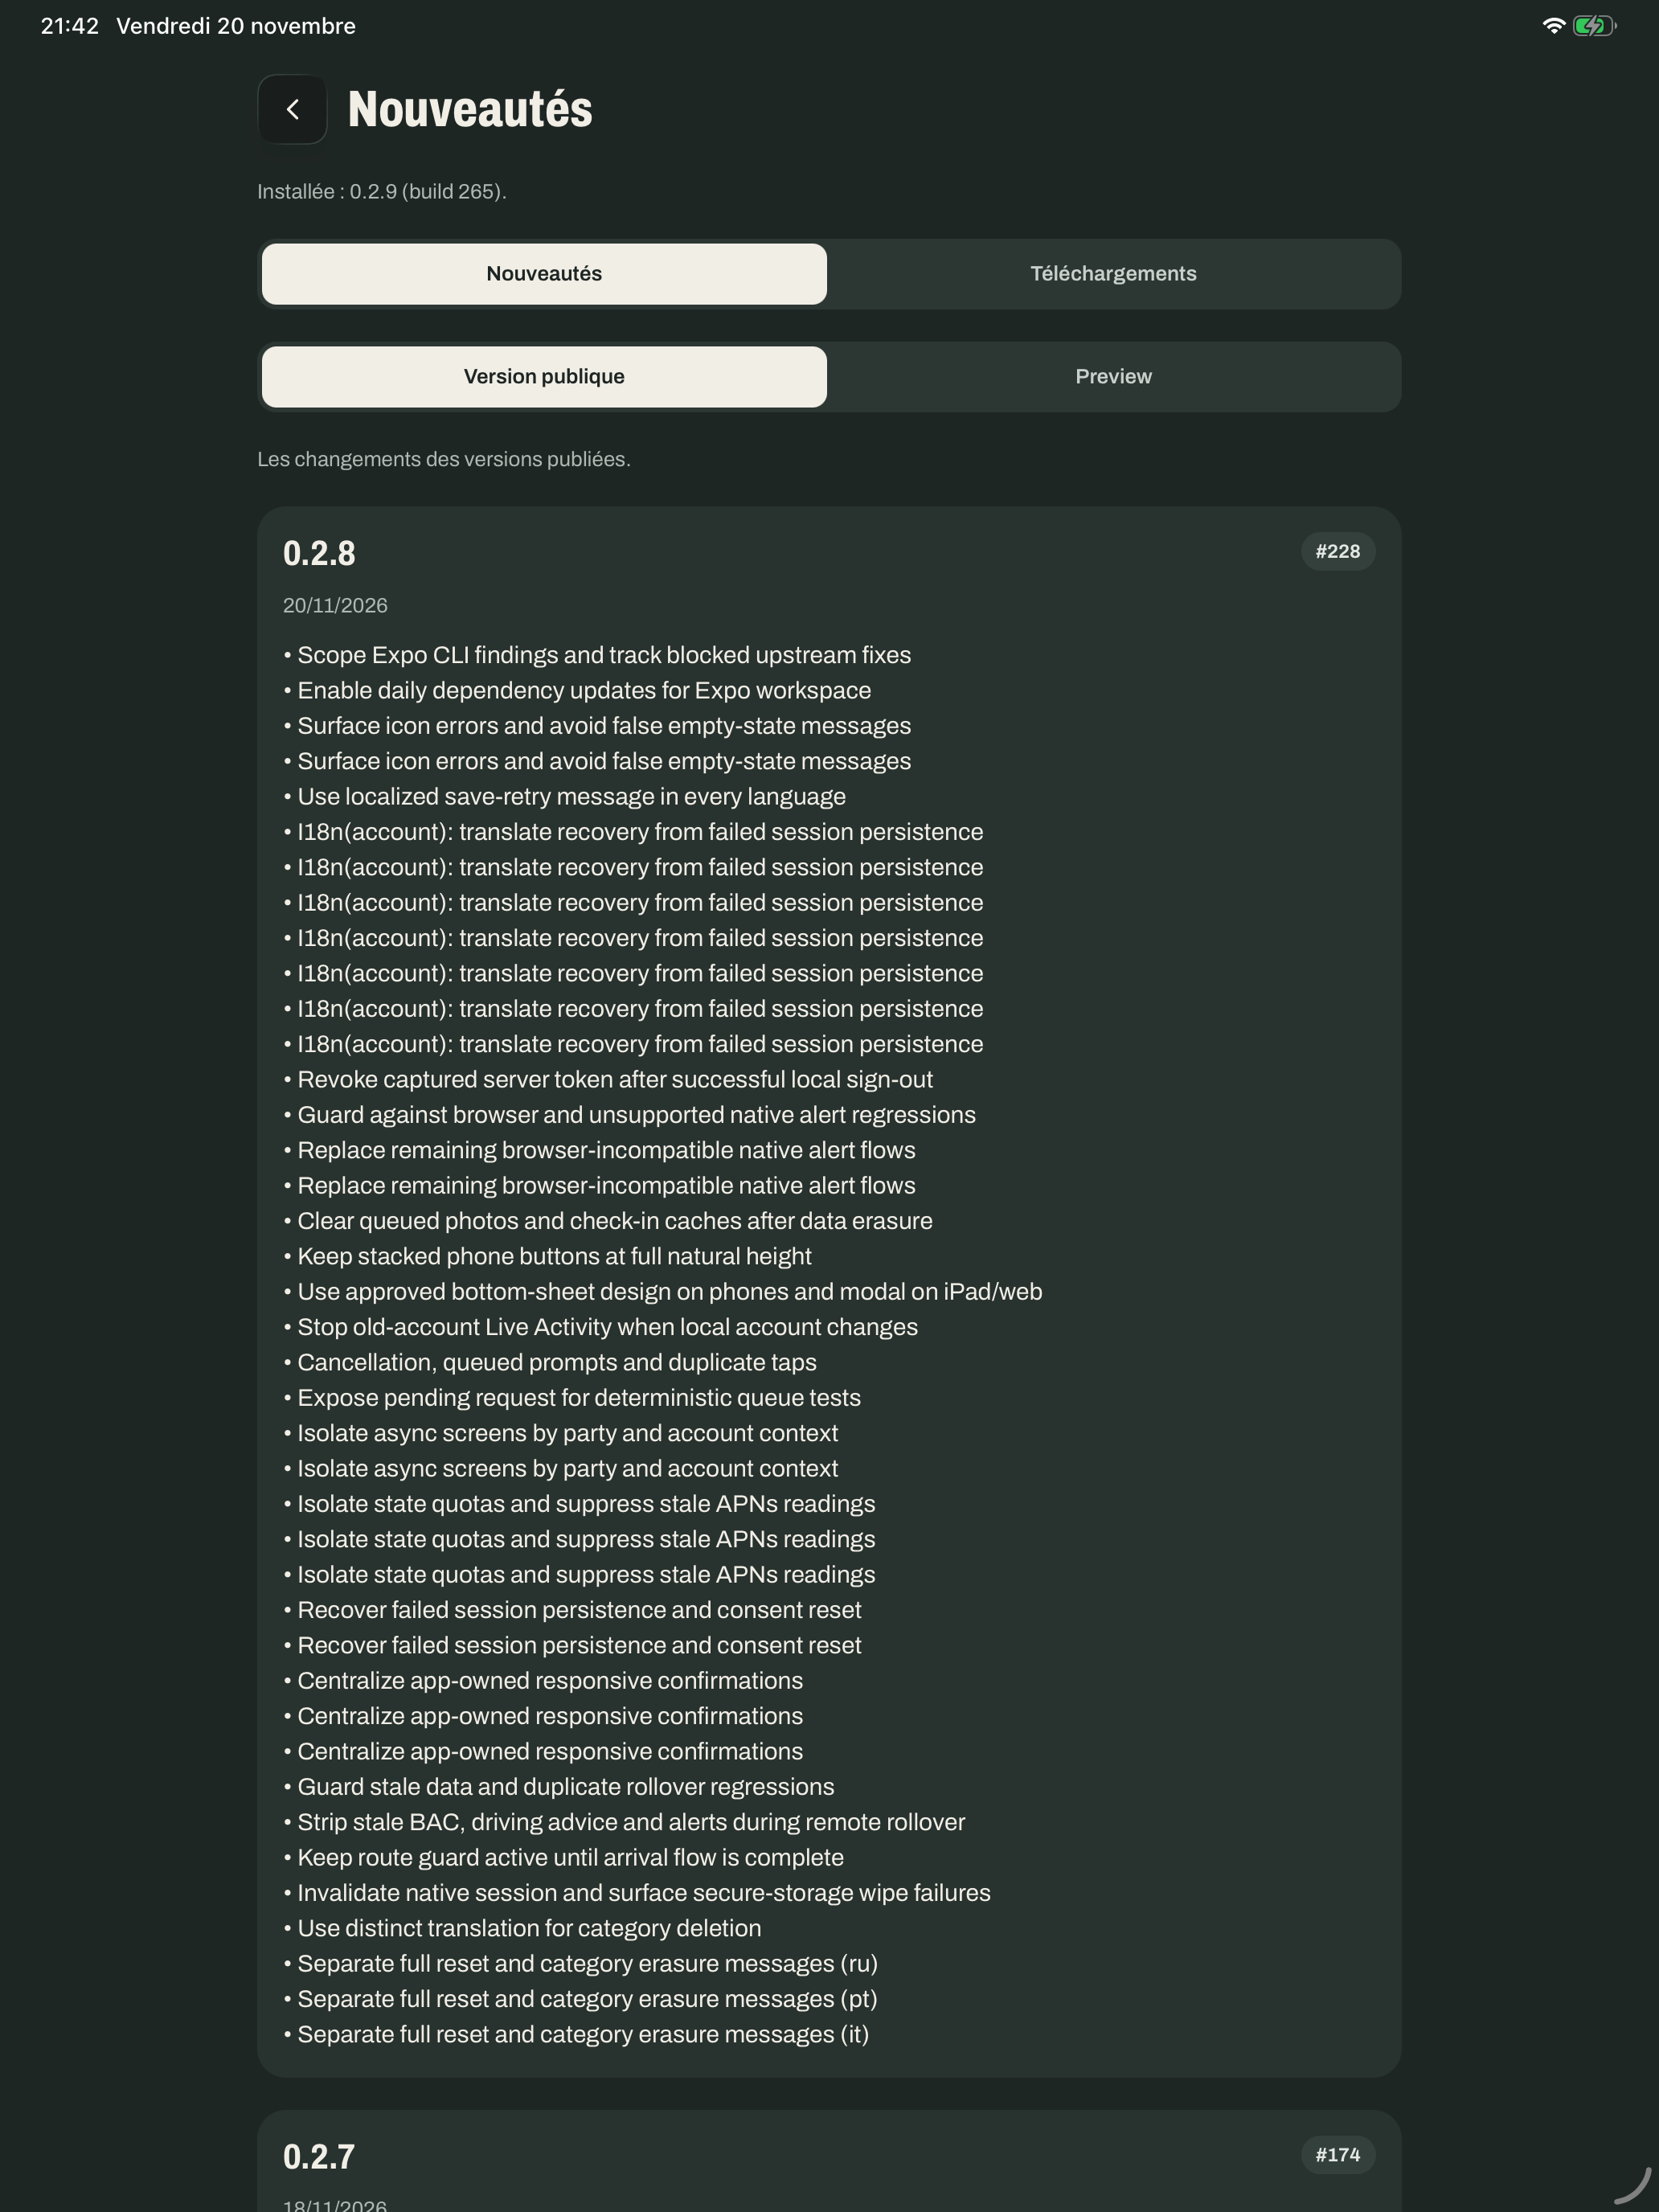 21:42 Vendredi 20 novembre
Nouveautés
Installée : 0.2.9 (build 265).
Nouveautés
Téléchargements
Version publique
Preview
Les changements des versions publiées.
0.2.8
#228
20/11/2026
• Scope Expo CLI findings and track blocked upstream fixes
• Enable daily dependency updates for Expo workspace
• Surface icon errors and avoid false empty-state messages
• Surface icon errors and avoid false empty-state messages
• Use localized save-retry message in every language
• I18n(account): translate recovery from failed session persistence
• I18n(account): translate recovery from failed session persistence
• I18n(account): translate recovery from failed session persistence
• I18n(account): translate recovery from failed session persistence
• I18n(account): translate recovery from failed session persistence
• I18n(account): translate recovery from failed session persistence
• I18n(account): translate recovery from failed session persistence
• Revoke captured server token after successful local sign-out
• Guard against browser and unsupported native alert regressions
• Replace remaining browser-incompatible native alert flows
• Replace remaining browser-incompatible native alert flows
• Clear queued photos and check-in caches after data erasure
• Keep stacked phone buttons at full natural height
• Use approved bottom-sheet design on phones and modal on iPad/web
• Stop old-account Live Activity when local account changes
• Cancellation, queued prompts and duplicate taps
• Expose pending request for deterministic queue tests
• Isolate async screens by party and account context
• Isolate async screens by party and account context
• Isolate state quotas and suppress stale APNs readings
• Isolate state quotas and suppress stale APNs readings
• Isolate state quotas and suppress stale APNs readings
• Recover failed session persistence and consent reset
• Recover failed session persistence and consent reset
• Centralize app-owned responsive confirmations
• Centralize app-owned responsive confirmations
• Centralize app-owned responsive confirmations
• Guard stale data and duplicate rollover regressions
• Strip stale BAC, driving advice and alerts during remote rollover
• Keep route guard active until arrival flow is complete
• Invalidate native session and surface secure-storage wipe failures
• Use distinct translation for category deletion
• Separate full reset and category erasure messages (ru)
• Separate full reset and category erasure messages (pt)
• Separate full reset and category erasure messages (it)
0.2.7
#174
18/11/2026